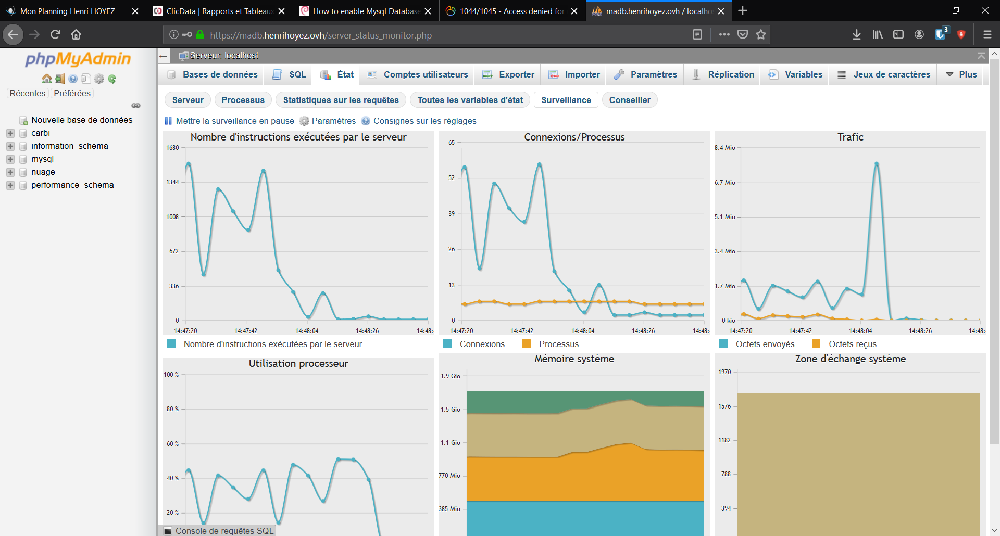 Mon Planning Henri HOYEZ
ClicData | Rapports et Tableaux
How to enable Mysql Database
1044/1045 - Access denied for
madb.henrihoyez.ovh / localho
https://madb.henrihoyez.ovh/server_status_monitor.php
3
phpMyAdmin
Récentes Préférées
Nouvelle base de données
carbi
information_schema
mysql
nuage
performance_schema
Serveur: localhost
Bases de données SQL État Comptes utilisateurs Exporter Importer Paramètres Réplication Variables Jeux de caractères Plus
Serveur Processus Statistiques sur les requêtes Toutes les variables d'état Surveillance Conseiller
Mettre la surveillance en pause Paramètres Consignes sur les réglages
Nombre d'instructions exécutées par le serveur
1680
1344
1008
672
336
0
14:47:20 14:47:42 14:48:04 14:48:26 14:48:
Nombre d'instructions exécutées par le serveur
Connexions/Processus
65
52
39
26
13
0
14:47:20 14:47:42 14:48:04 14:48:26 14:48:
Connexions Processus
Trafic
8.4 Mio
6.7 Mio
5.1 Mio
3.4 Mio
1.7 Mio
0 kio
14:47:20 14:47:42 14:48:04 14:48:26 14:48:
Octets envoyés Octets reçus
Utilisation processeur
100 %
80 %
60 %
40 %
20 %
Mémoire système
1.9 Gio
1.5 Gio
1.1 Gio
770 Mio
385 Mio
Zone d'échange système
1970
1576
1182
788
394
Console de requêtes SQL